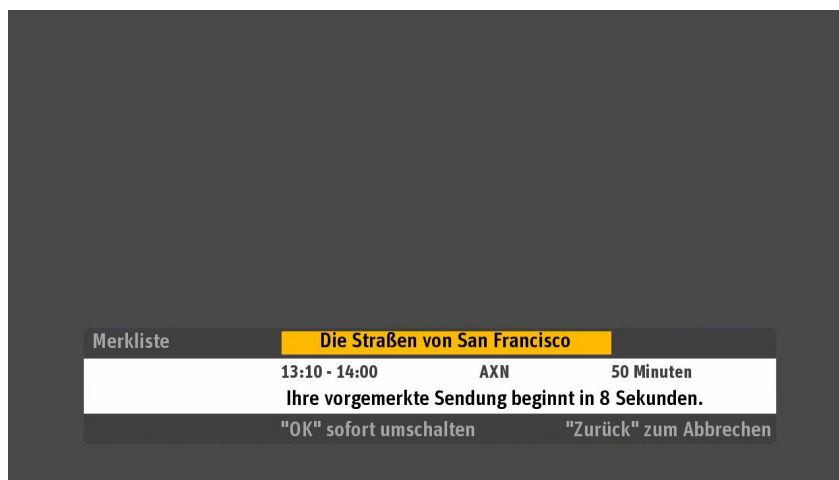 Merkliste Die Straßen von San Francisco
13:10 - 14:00 AXN 50 Minuten
Ihre vorgemerkte Sendung beginnt in 8 Sekunden.
"OK" sofort umschalten "Zurück" zum Abbrechen